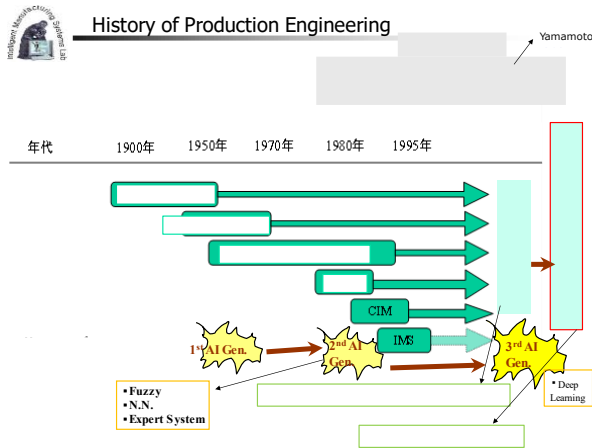 Intelligent Manufacturing
Systems Lab
History of Production Engineering
Yamamoto
年代 1900年 1950年 1970年 1980年 1995年
CIM
IMS
1st AI Gen.
2nd AI
Gen.
3rd AI
Gen.
▪Fuzzy
▪N.N.
▪Expert System
▪Deep
Learning